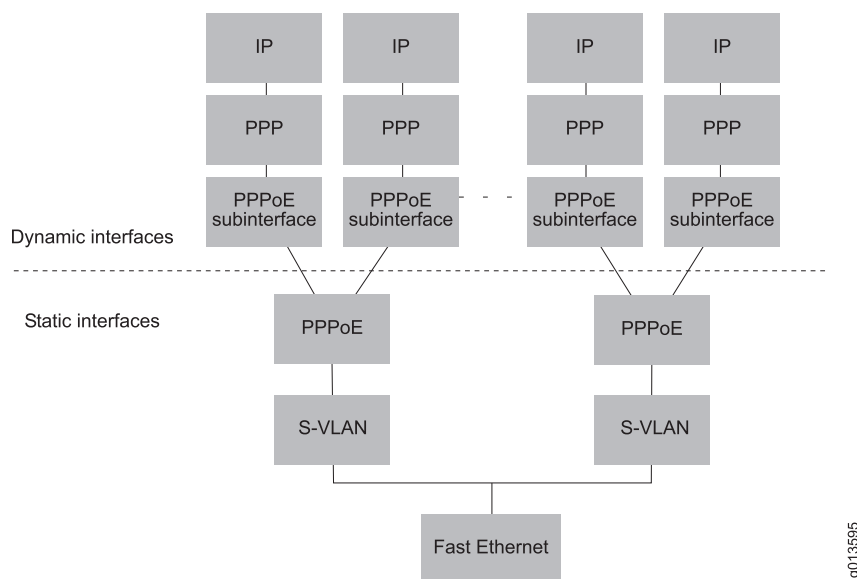 IP
IP
IP
IP
PPP
PPP
PPP
PPP
PPPoE
subinterface
PPPoE
subinterface
PPPoE
subinterface
PPPoE
subinterface
Dynamic interfaces
Static interfaces
PPPoE
PPPoE
S-VLAN
S-VLAN
Fast Ethernet
g013595